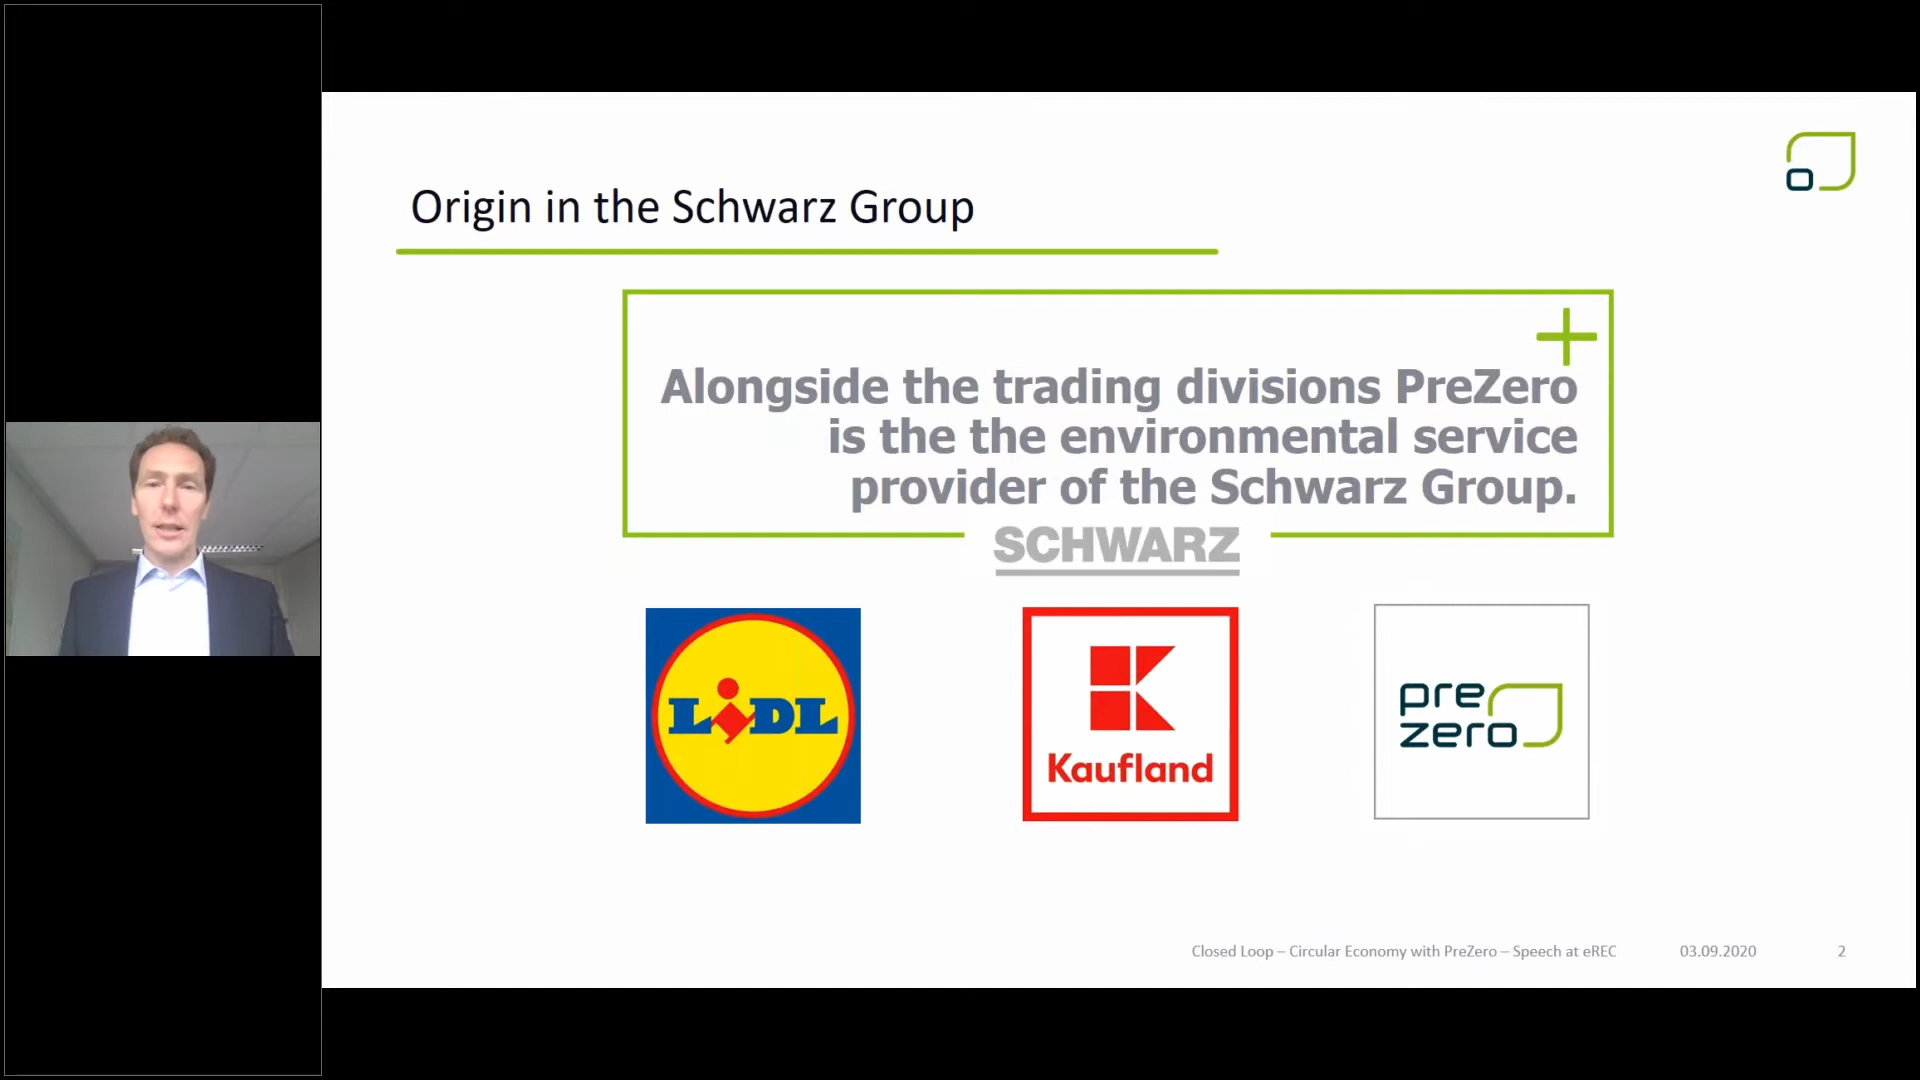 Origin in the Schwarz Group
Alongside the trading divisions PreZero
is the the environmental service
provider of the Schwarz Group.
SCHWARZ
LiDL
Kaufland
pre
zero
Closed Loop – Circular Economy with PreZero – Speech at eREC 03.09.2020 2